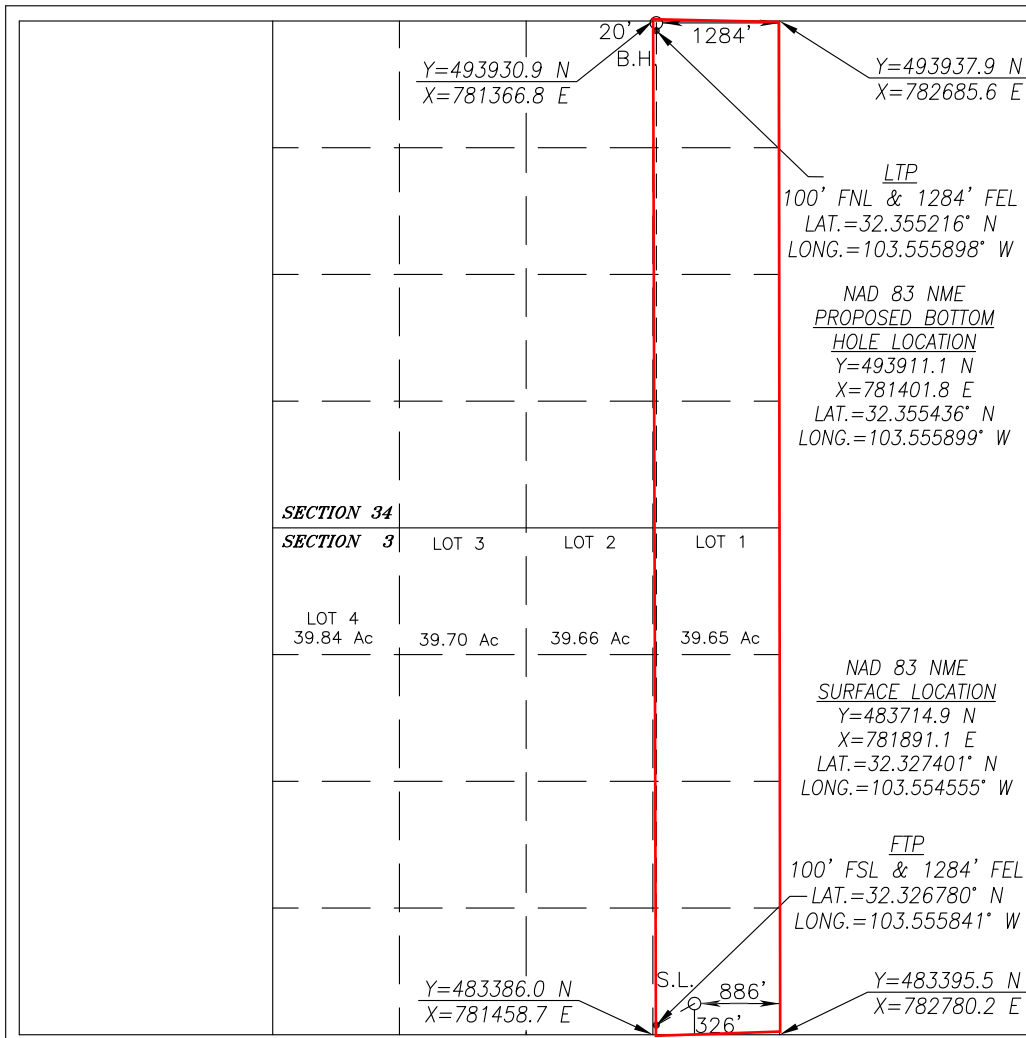 20' 1284'
B.H.
Y=493930.9 N
X=781366.8 E
Y=493937.9 N
X=782685.6 E
LTP
100' FNL & 1284' FEL
LAT.=32.355216° N
LONG.=103.555898° W
NAD 83 NME
PROPOSED BOTTOM
HOLE LOCATION
Y=493911.1 N
X=781401.8 E
LAT.=32.355436° N
LONG.=103.555899° W
SECTION 34
SECTION 3 LOT 3 LOT 2 LOT 1
LOT 4
39.84 Ac 39.70 Ac 39.66 Ac 39.65 Ac
NAD 83 NME
SURFACE LOCATION
Y=483714.9 N
X=781891.1 E
LAT.=32.327401° N
LONG.=103.554555° W
FTP
100' FSL & 1284' FEL
LAT.=32.326780° N
LONG.=103.555841° W
S.L. 886'
326'
Y=483386.0 N
X=781458.7 E
Y=483395.5 N
X=782780.2 E